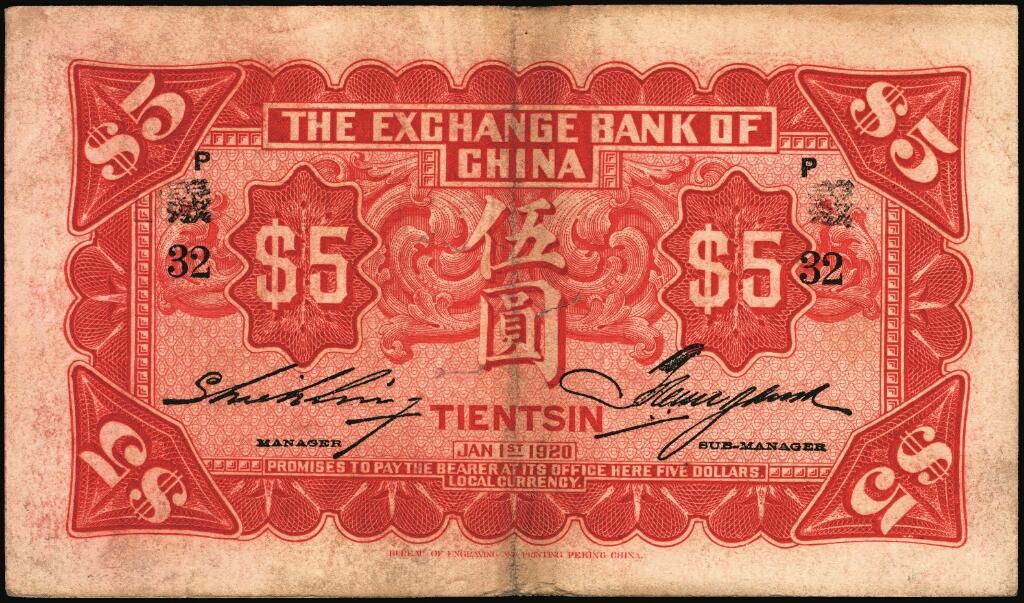 $5
$5
THE EXCHANGE BANK OF
CHINA
P
P
32
32
$5
$5
伍
圓
TIENTSIN
MANAGER
SUB-MANAGER
JAN 1ST 1920
PROMISES TO PAY THE BEARER AT ITS OFFICE HERE FIVE DOLLARS,
LOCAL CURRENCY.
$5
$5
BUREAU OF ENGRAVING AND PRINTING PEKING CHINA.